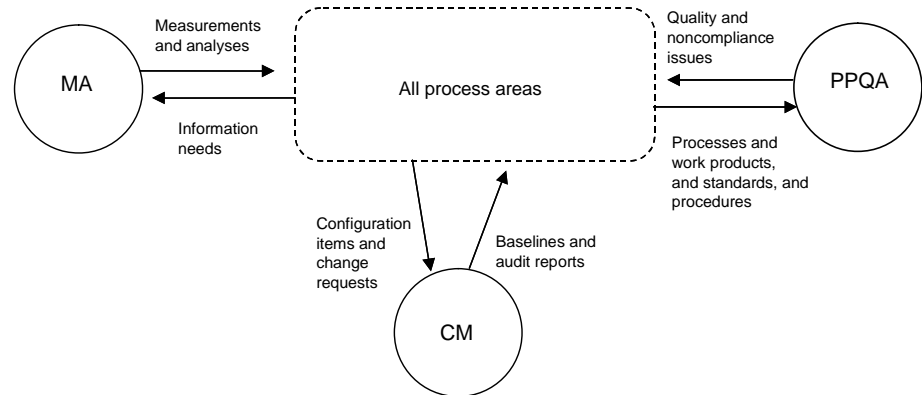 Measurements
and analyses
MA
Information
needs
All process areas
Quality and
noncompliance
issues
PPQA
Processes and
work products,
and standards, and
procedures
Configuration
items and
change
requests
Baselines and
audit reports
CM